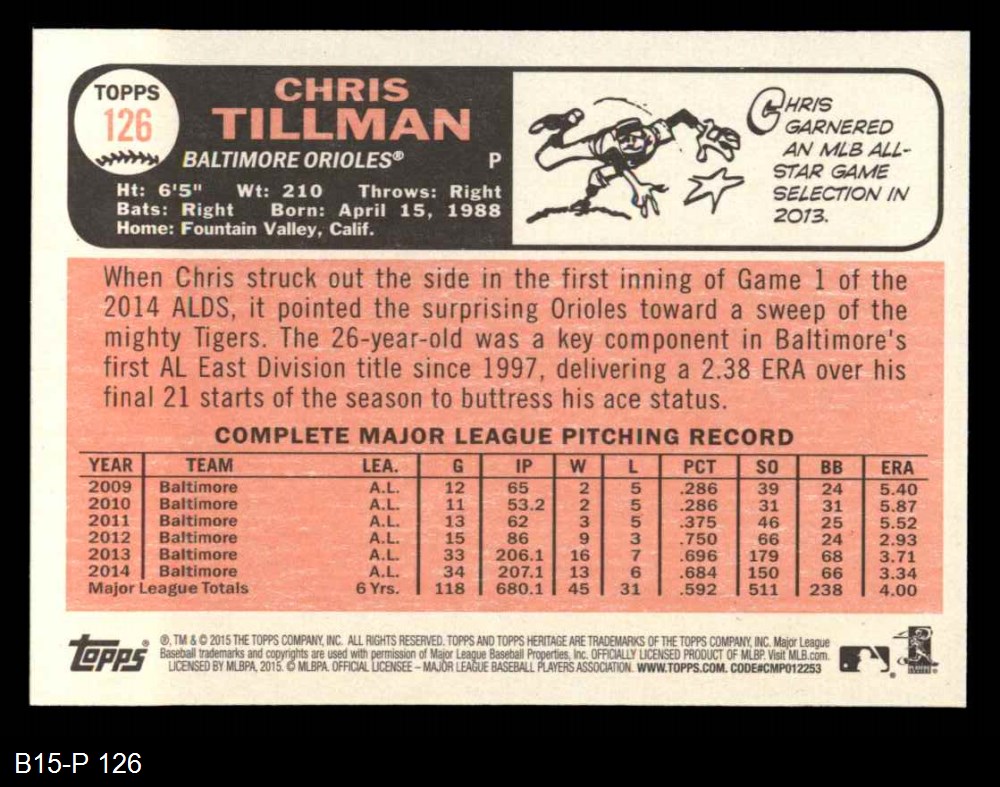 TOPPS
126
CHRIS
TILLMAN
BALTIMORE ORIOLES® P
Ht: 6'5" Wt: 210 Throws: Right
Bats: Right Born: April 15, 1988
Home: Fountain Valley, Calif.
CHRIS
GARNERED
AN MLB ALL-
STAR GAME
SELECTION IN
2013.
When Chris struck out the side in the first inning of Game 1 of the
2014 ALDS, it pointed the surprising Orioles toward a sweep of the
mighty Tigers. The 26-year-old was a key component in Baltimore's
first AL East Division title since 1997, delivering a 2.38 ERA over his
final 21 starts of the season to buttress his ace status.
COMPLETE MAJOR LEAGUE PITCHING RECORD
YEAR TEAM LEA. G IP W L PCT SO BB ERA
2009 Baltimore A.L. 12 65 2 5 .286 39 24 5.40
2010 Baltimore A.L. 11 53.2 2 5 .286 31 31 5.87
2011 Baltimore A.L. 13 62 3 5 .375 46 25 5.52
2012 Baltimore A.L. 15 86 9 3 .750 66 24 2.93
2013 Baltimore A.L. 33 206.1 16 7 .696 179 68 3.71
2014 Baltimore A.L. 34 207.1 13 6 .684 150 66 3.34
Major League Totals 6 Yrs. 118 680.1 45 31 .592 511 238 4.00
Topps®
®, TM & © 2015 THE TOPPS COMPANY, INC. ALL RIGHTS RESERVED. TOPPS AND TOPPS HERITAGE ARE TRADEMARKS OF THE TOPPS COMPANY, INC. Major League
Baseball trademarks and copyrights are used with permission of Major League Baseball Properties, Inc. OFFICIALLY LICENSED PRODUCT OF MLBP. Visit MLB.com.
LICENSED BY MLBPA, 2015. © MLBPA. OFFICIAL LICENSEE – MAJOR LEAGUE BASEBALL PLAYERS ASSOCIATION. WWW.TOPPS.COM. CODE#CMP012253
B15-P 126